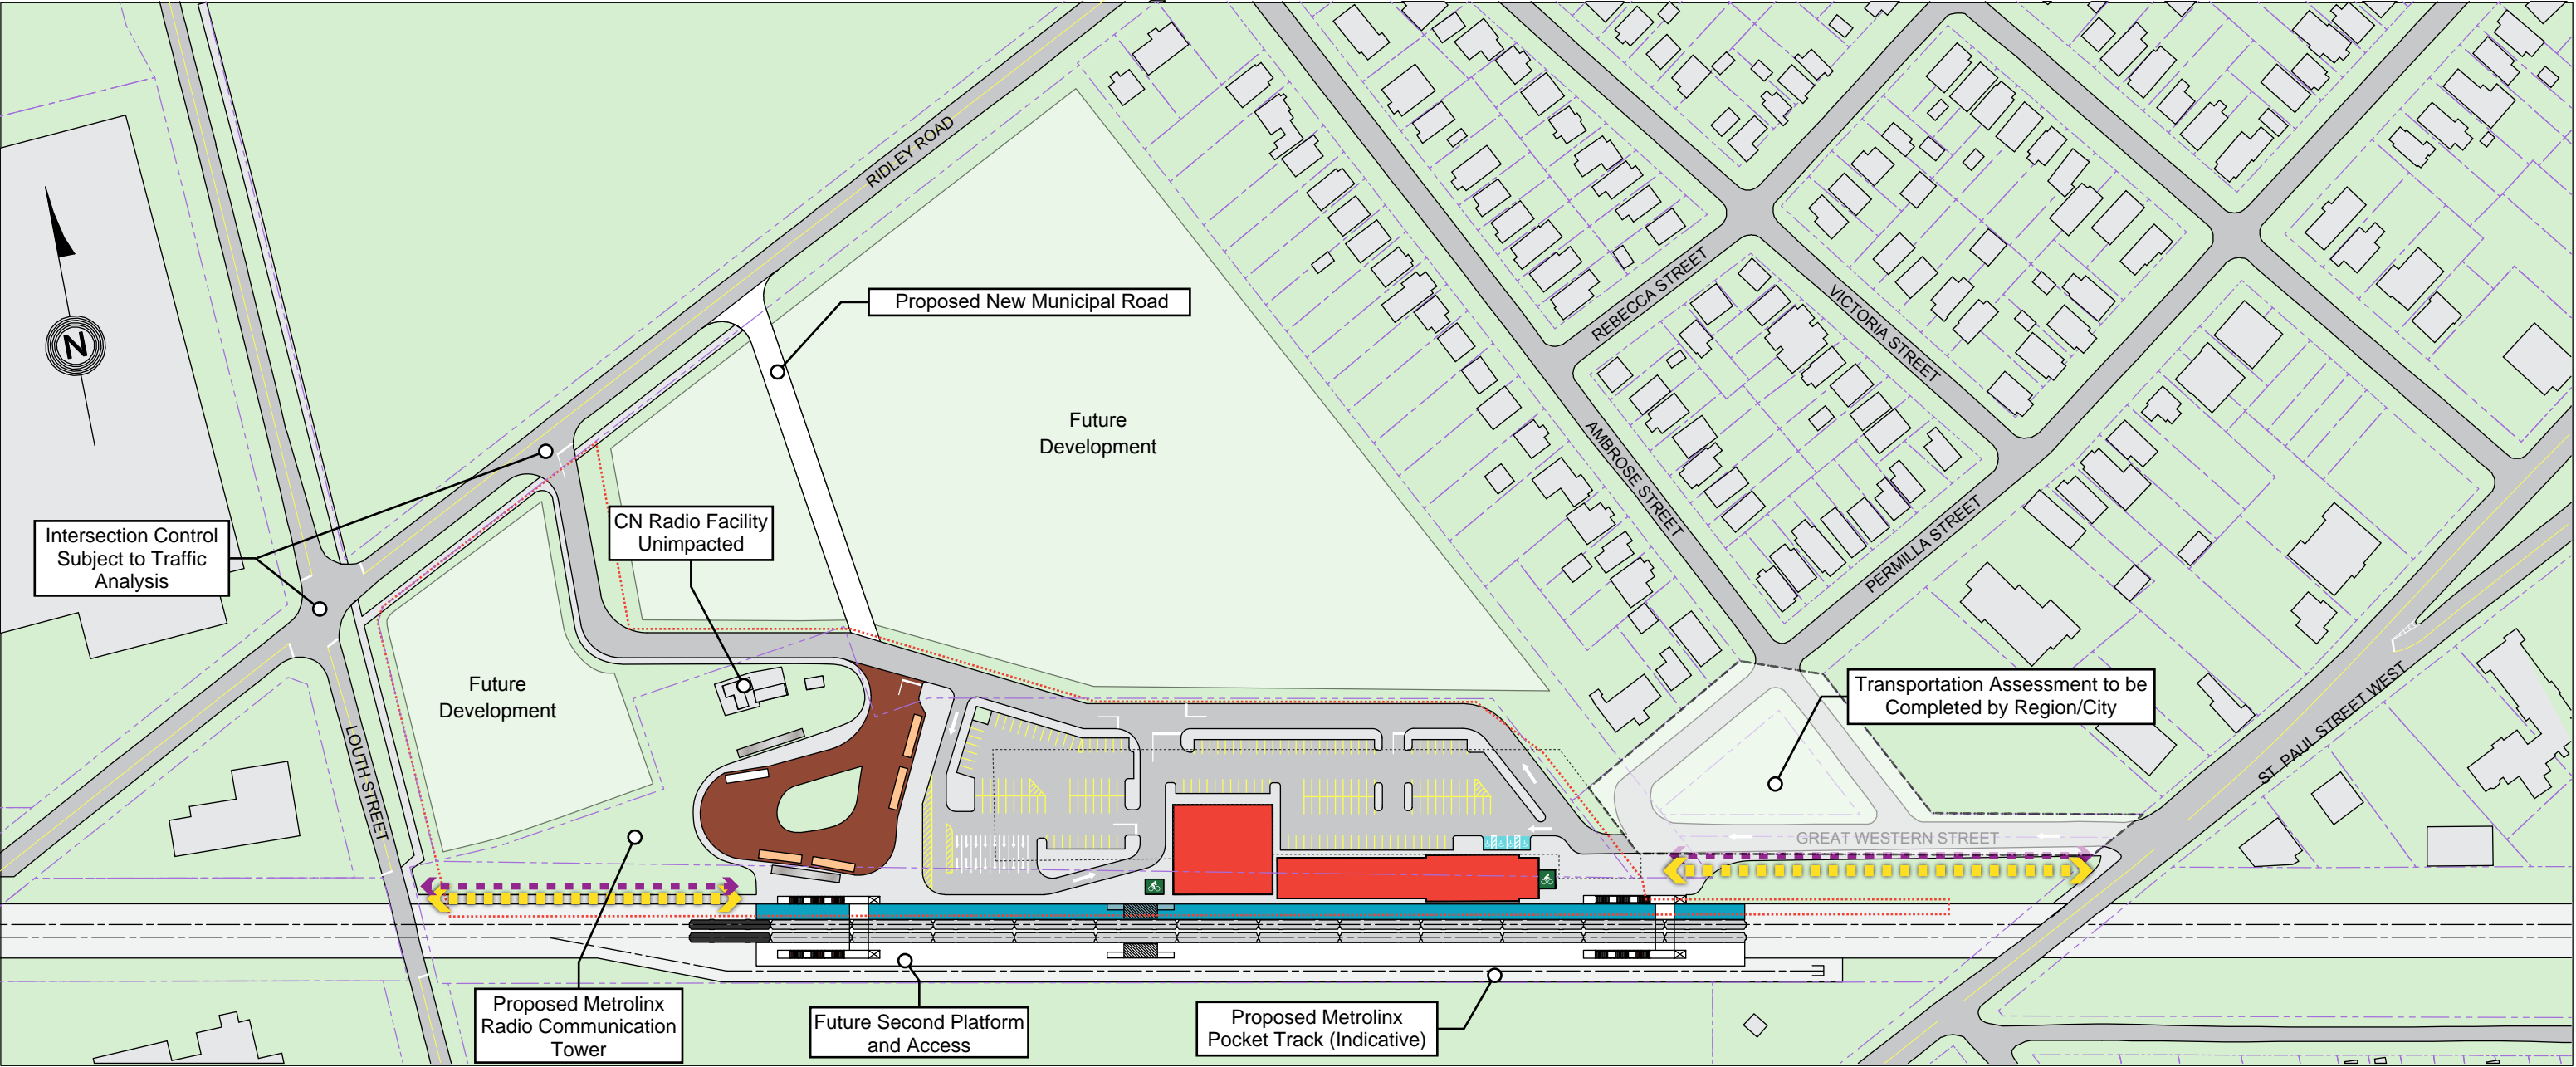 RIDLEY ROAD
Proposed New Municipal Road
REBECCA STREET
VICTORIA STREET
N
Future
Development
AMBROSE STREET
CN Radio Facility
Unimpacted
Intersection Control
Subject to Traffic
Analysis
PERMILLA STREET
Future
Development
Transportation Assessment to be
Completed by Region/City
ST. PAUL STREET WEST
LOUTH STREET
GREAT WESTERN STREET
Proposed Metrolinx
Radio Communication
Tower
Future Second Platform
and Access
Proposed Metrolinx
Pocket Track (Indicative)